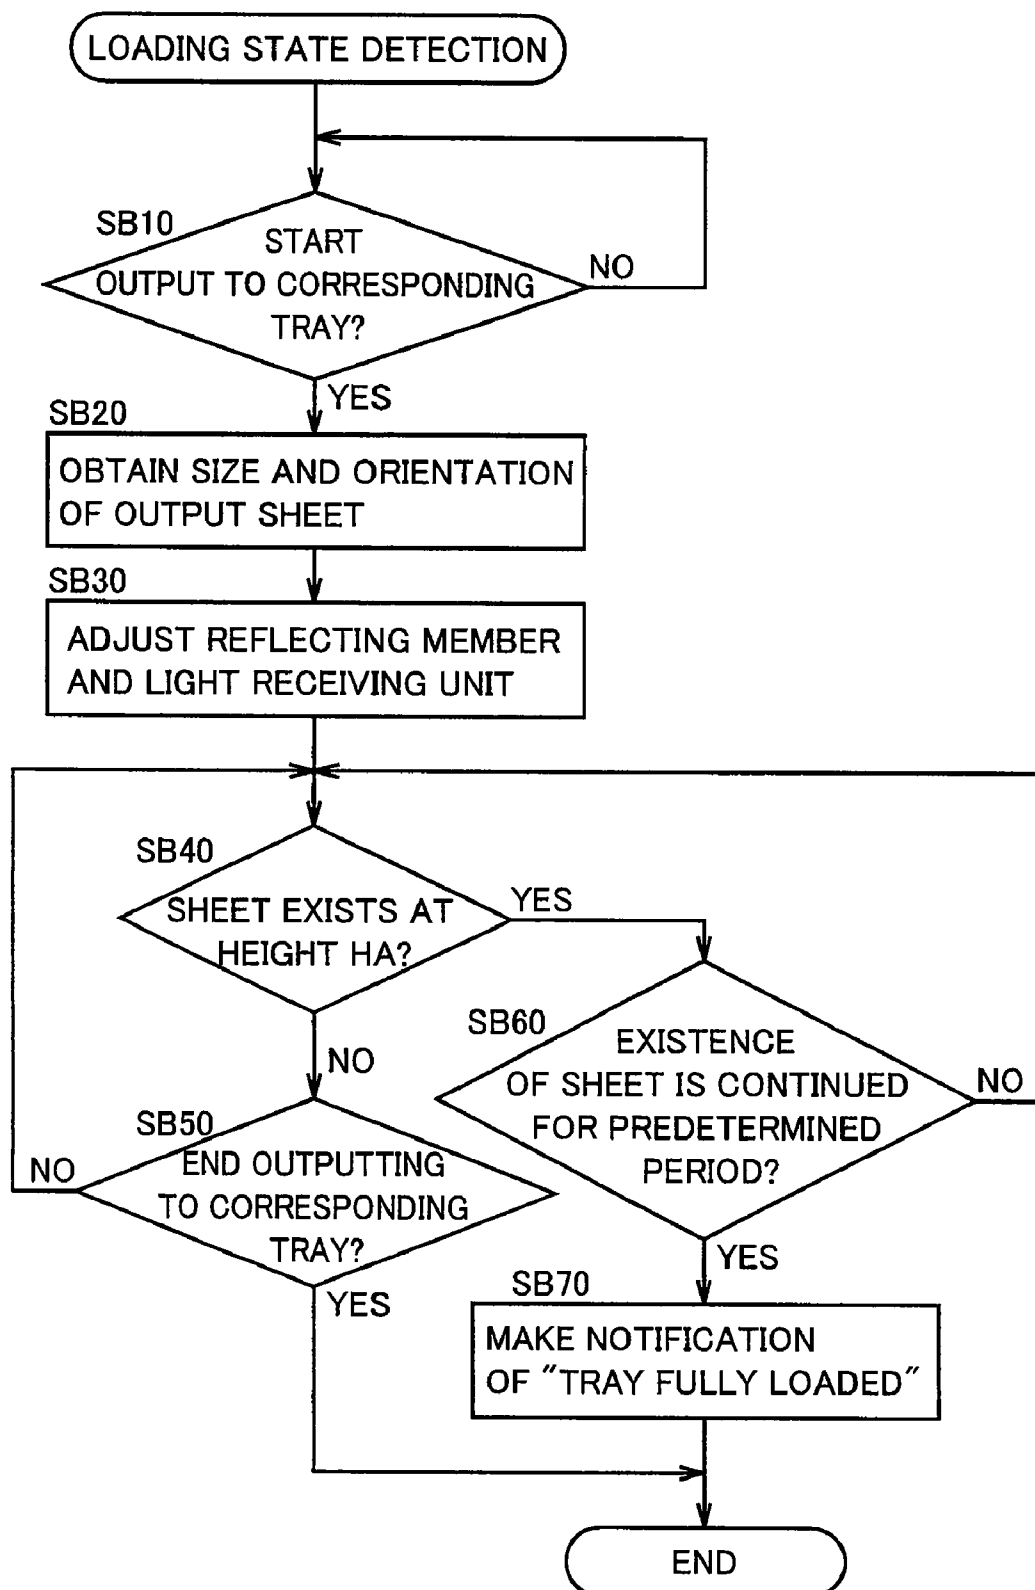 LOADING STATE DETECTION
SB10
START
OUTPUT TO CORRESPONDING
TRAY?
NO
YES
SB20
OBTAIN SIZE AND ORIENTATION
OF OUTPUT SHEET
SB30
ADJUST REFLECTING MEMBER
AND LIGHT RECEIVING UNIT
SB40
SHEET EXISTS AT
HEIGHT HA?
YES
NO
SB60
EXISTENCE
OF SHEET IS CONTINUED
FOR PREDETERMINED
PERIOD?
NO
SB50
END OUTPUTTING
TO CORRESPONDING
TRAY?
NO
YES
YES
SB70
MAKE NOTIFICATION
OF "TRAY FULLY LOADED"
END